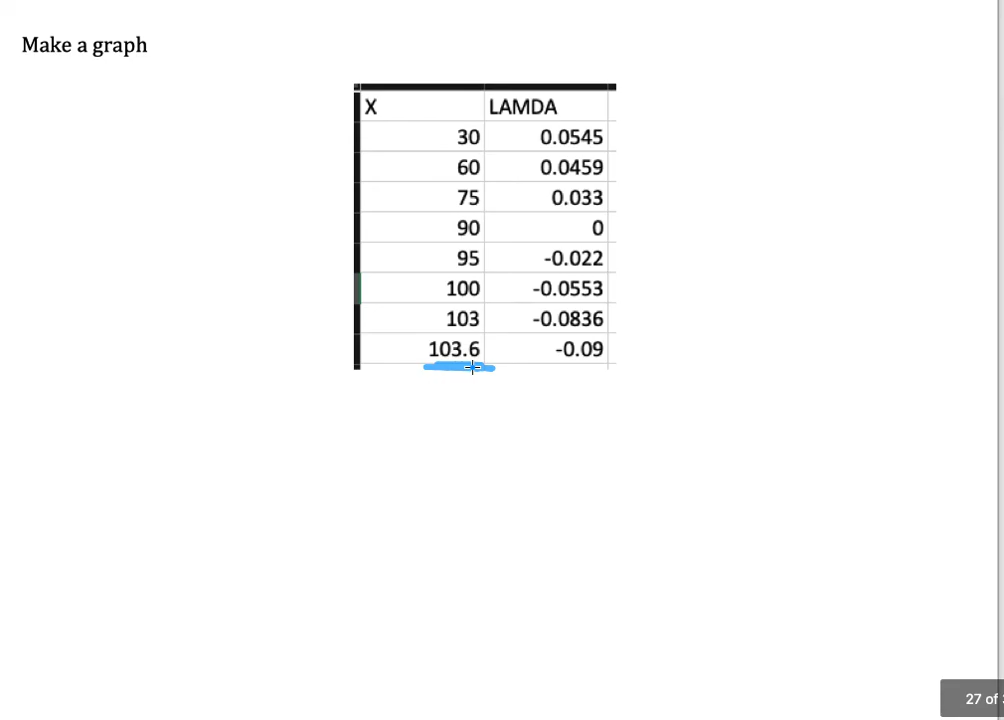 Make a graph
X LAMDA
30 0.0545
60 0.0459
75 0.033
90 0
95 -0.022
100 -0.0553
103 -0.0836
103.6 -0.09
27 of